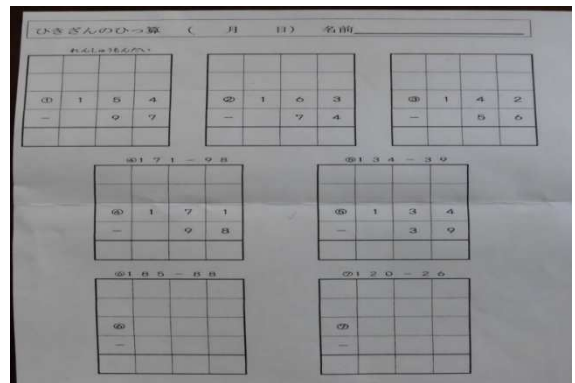 ひきざんのひっ算 （ 月 日） 名前
れんしゅうもんだい
① 1 5 4
－ 9 7
② 1 6 3
－ 7 4
③ 1 4 2
－ 5 6
④171－98
④ 1 7 1
－ 9 8
⑤134－39
⑤ 1 3 4
－ 3 9
⑥185－88
⑥
－
⑦120－26
⑦
－